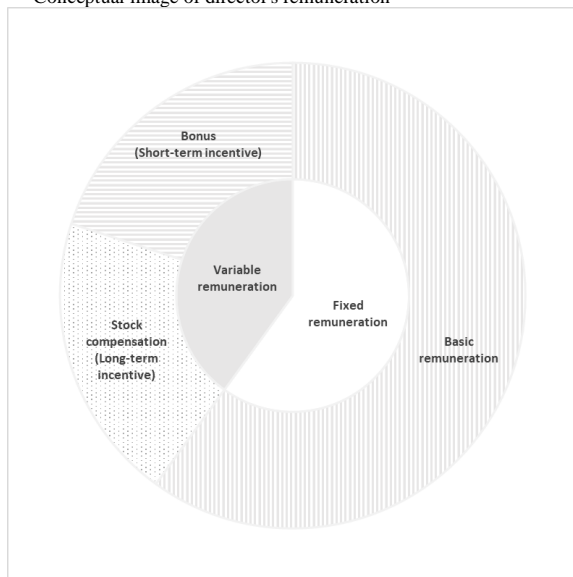 Conceptual image of director's remuneration
Bonus
(Short-term incentive)
Variable
remuneration
Fixed
remuneration
Stock
compensation
(Long-term
incentive)
Basic
remuneration